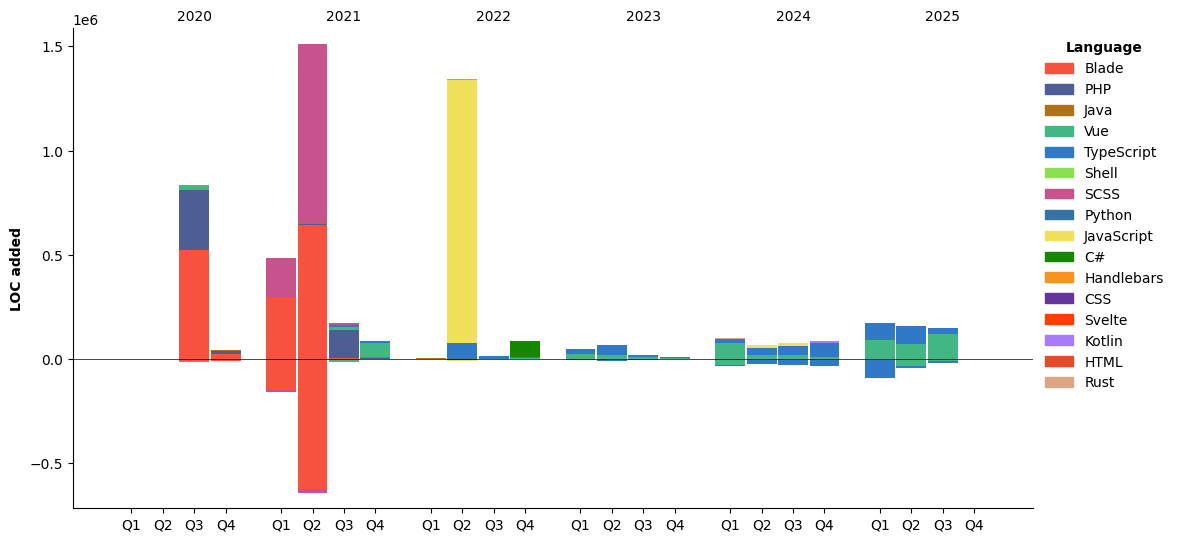 2020 2021 2022 2023 2024 2025
1e6
1.5
1.0
0.5
0.0
−0.5
LOC added
Q1 Q2 Q3 Q4 Q1 Q2 Q3 Q4 Q1 Q2 Q3 Q4 Q1 Q2 Q3 Q4 Q1 Q2 Q3 Q4 Q1 Q2 Q3 Q4
Language
Blade
PHP
Java
Vue
TypeScript
Shell
SCSS
Python
JavaScript
C#
Handlebars
CSS
Svelte
Kotlin
HTML
Rust